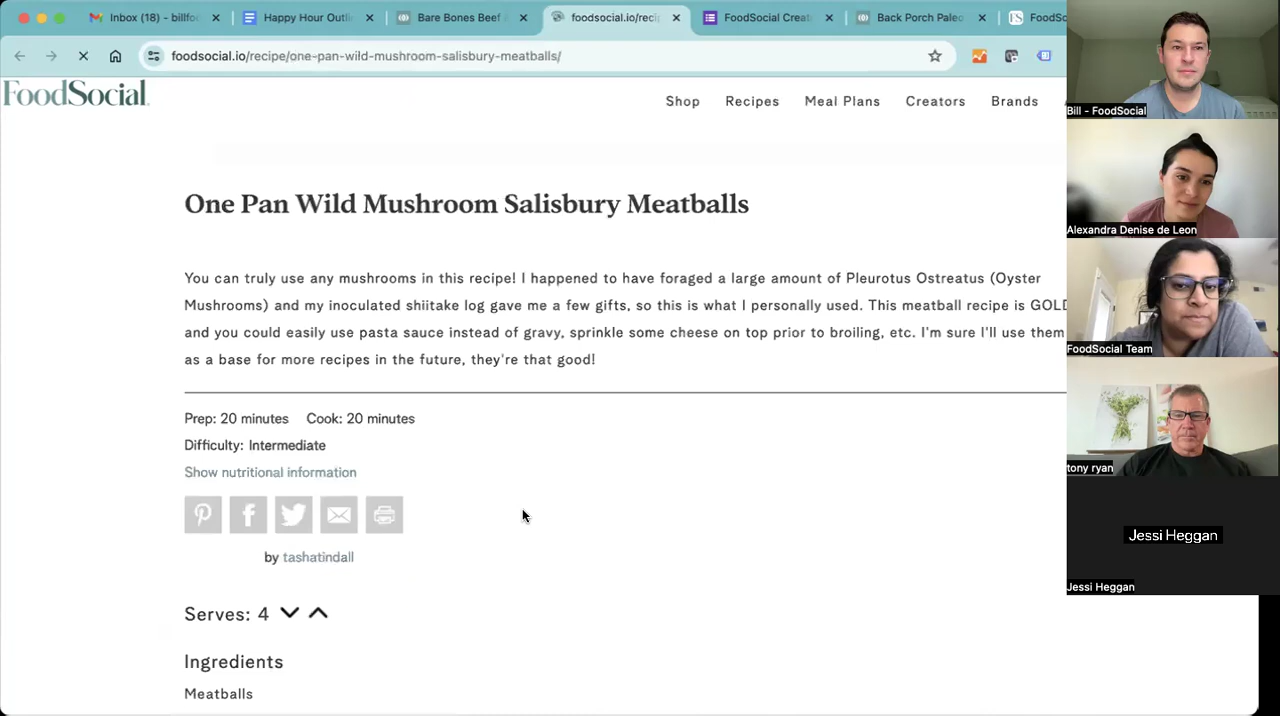 Inbox (18) - billfo
Happy Hour Outli
Bare Bones Beef
foodsocial.io/reci
FoodSocial Creat
Back Porch Paleo
FoodSo
foodsocial.io/recipe/one-pan-wild-mushroom-salisbury-meatballs/
FoodSocial.
Shop Recipes Meal Plans Creators Brands
One Pan Wild Mushroom Salisbury Meatballs
You can truly use any mushrooms in this recipe! I happened to have foraged a large amount of Pleurotus Ostreatus (Oyster
Mushrooms) and my inoculated shiitake log gave me a few gifts, so this is what I personally used. This meatball recipe is GOLD
and you could easily use pasta sauce instead of gravy, sprinkle some cheese on top prior to broiling, etc. I'm sure I'll use them
as a base for more recipes in the future, they're that good!
Prep: 20 minutes Cook: 20 minutes
Difficulty: Intermediate
Show nutritional information
by tashatindall
Serves: 4
Ingredients
Meatballs
Bill - FoodSocial
Alexandra Denise de Leon
FoodSocial Team
tony ryan
Jessi Heggan
Jessi Heggan